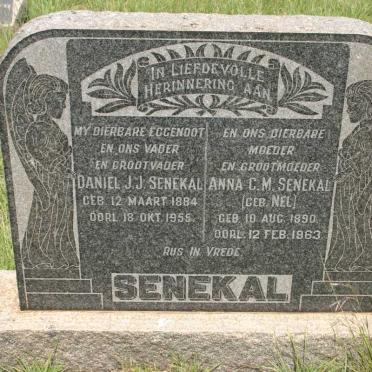 IN LIEFDEVOLLE
HERINNERING AAN
MY DIERBARE EGGENOOT
EN ONS VADER
EN GROOTVADER
DANIEL J.J. SENEKAL
GEB. 12 MAART 1884
OORL. 18 OKT. 1955.
EN ONS DIERBARE
MOEDER
EN GROOTMOEDER
ANNA C.M. SENEKAL
(GEB. NEL)
GEB. 10 AUG. 1890.
OORL. 12 FEB. 1963.
RUS IN VREDE.
SENEKAL